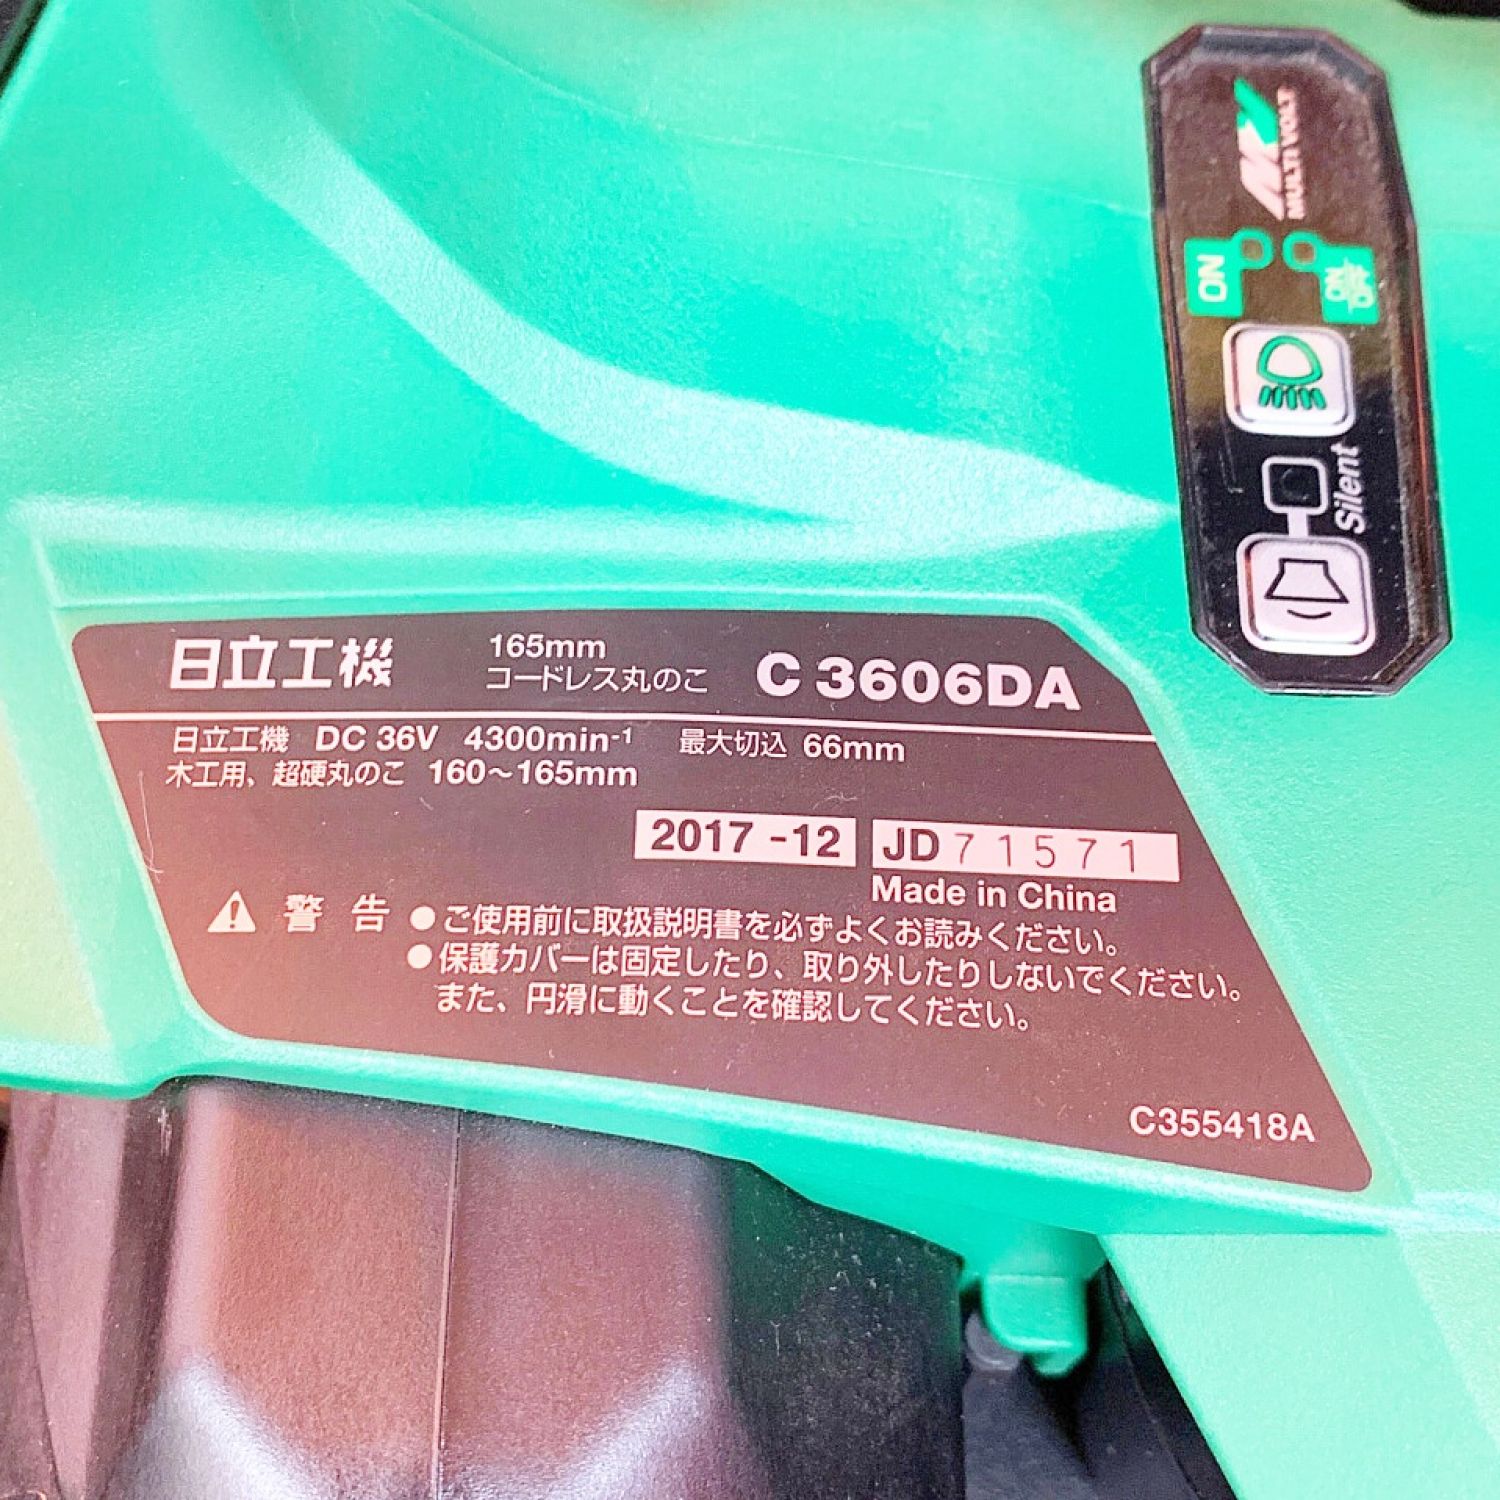 MULTI VOLT
ON
Silent
日立工機 165mm コードレス丸のこ C 3606DA
日立工機 DC 36V 4300min-1 最大切込 66mm
木工用、超硬丸のこ 160～165mm
2017 -12 JD71571
Made in China
警告 ●ご使用前に取扱説明書を必ずよくお読みください。
●保護カバーは固定したり、取り外したりしないでください。
また、円滑に動くことを確認してください。
C355418A